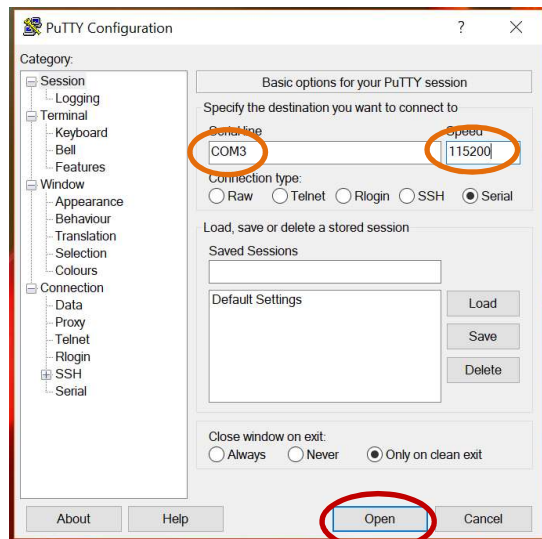 PuTTY Configuration
?
Category:
Session
Logging
Terminal
Keyboard
Bell
Features
Window
Appearance
Behaviour
Translation
Selection
Colours
Connection
Data
Proxy
Telnet
Rlogin
SSH
Serial
Basic options for your PuTTY session
Specify the destination you want to connect to
Serial line Speed
COM3 115200
Connection type:
Raw Telnet Rlogin SSH Serial
Load, save or delete a stored session
Saved Sessions
Default Settings
Load
Save
Delete
Close window on exit:
Always Never Only on clean exit
About Help Open Cancel